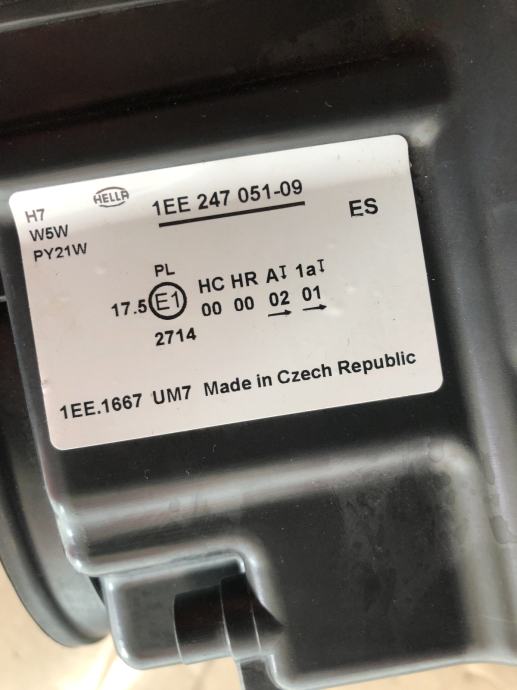 H7
W5W
PY21W
HELLA
1EE 247 051-09
ES
PL
17.5 E1
2714
HC HR AI 1aI
00 00 02 01
→ →
1EE.1667 UM7 Made in Czech Republic